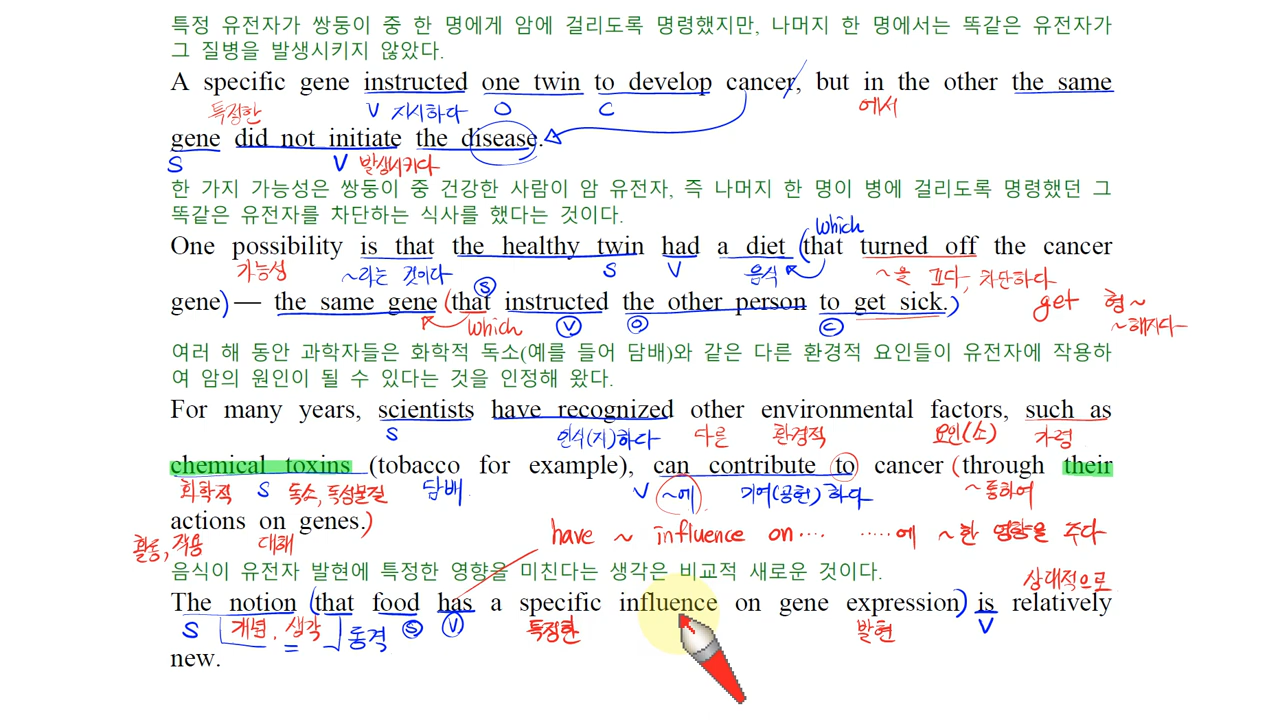 특정 유전자가 쌍둥이 중 한 명에게 암에 걸리도록 명령했지만, 나머지 한 명에서는 똑같은 유전자가
그 질병을 발생시키지 않았다.
A specific gene instructed one twin to develop cancer, but in the other the same
특정한 V 지시하다 O C 에서
gene did not initiate the disease.
S V 발생시키다
한 가지 가능성은 쌍둥이 중 건강한 사람이 암 유전자, 즉 나머지 한 명이 병에 걸리도록 명령했던 그
똑같은 유전자를 차단하는 식사를 했다는 것이다.
which
One possibility is that the healthy twin had a diet (that turned off the cancer
가능성 ~라는 것이다 S V 음식 ~을 끄다, 차단하다
S
gene) — the same gene (that instructed the other person to get sick.) get 형~
which V O C ~해지다
여러 해 동안 과학자들은 화학적 독소(예를 들어 담배)와 같은 다른 환경적 요인들이 유전자에 작용하
여 암의 원인이 될 수 있다는 것을 인정해 왔다.
For many years, scientists have recognized other environmental factors, such as
S 인식(지)하다 다른 환경적 요인(소) 가령
chemical toxins (tobacco for example), can contribute to cancer (through their
화학적 S 독소, 독성물질 담배 V ~에 기여(공헌)하다 ~통하여
actions on genes.)
활동, 작용 대해
have ~ influence on···· ·····에 ~한 영향을 주다
음식이 유전자 발현에 특정한 영향을 미친다는 생각은 비교적 새로운 것이다.
상대적으로
The notion (that food has a specific influence on gene expression) is relatively
S 개념, 생각 = 동격 S V 특정한 발현 V
new.